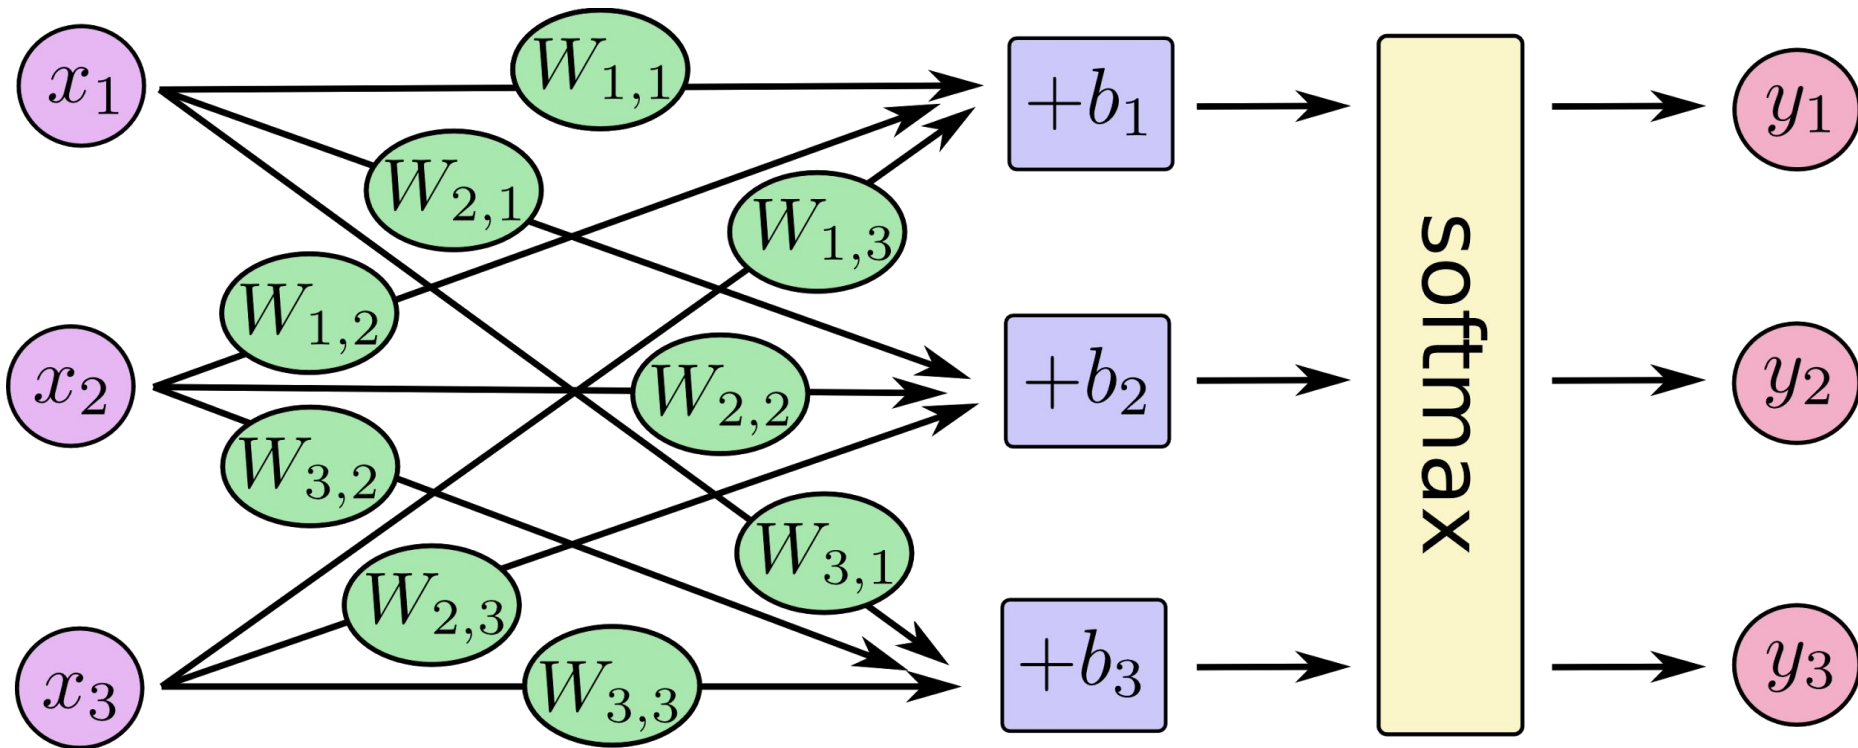 x₁
W₁,₁
+b₁
y₁
W₂,₁
W₁,₃
W₁,₂
x₂
W₂,₂
+b₂
softmax
y₂
W₃,₂
W₃,₁
W₂,₃
x₃
W₃,₃
+b₃
y₃